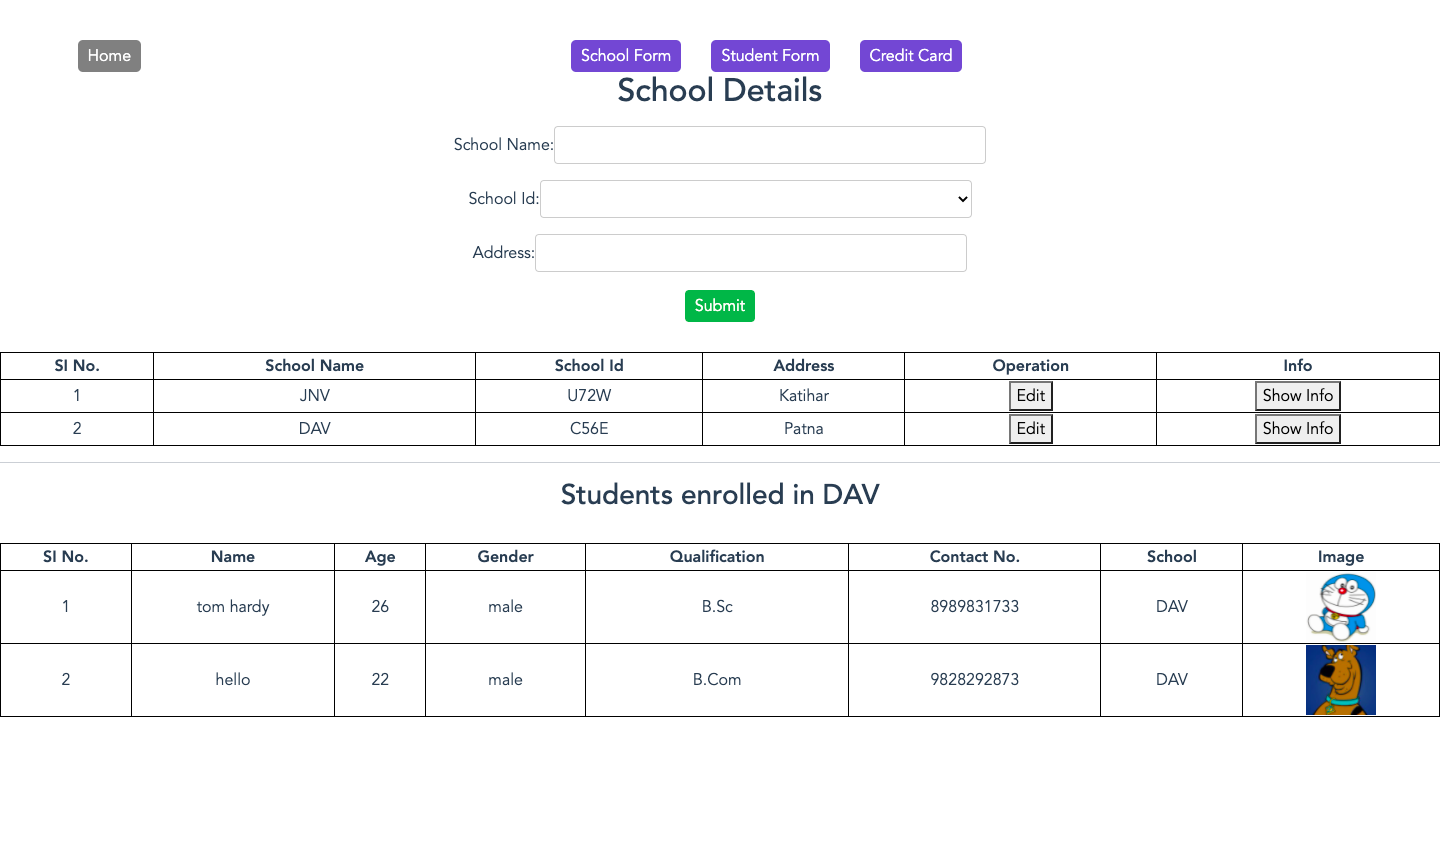 Home School Form Student Form Credit Card
School Details
School Name:
School Id:
Address:
Submit
SI No. School Name School Id Address Operation Info
1 JNV U72W Katihar Edit Show Info
2 DAV C56E Patna Edit Show Info
Students enrolled in DAV
SI No. Name Age Gender Qualification Contact No. School Image
1 tom hardy 26 male B.Sc 8989831733 DAV
2 hello 22 male B.Com 9828292873 DAV